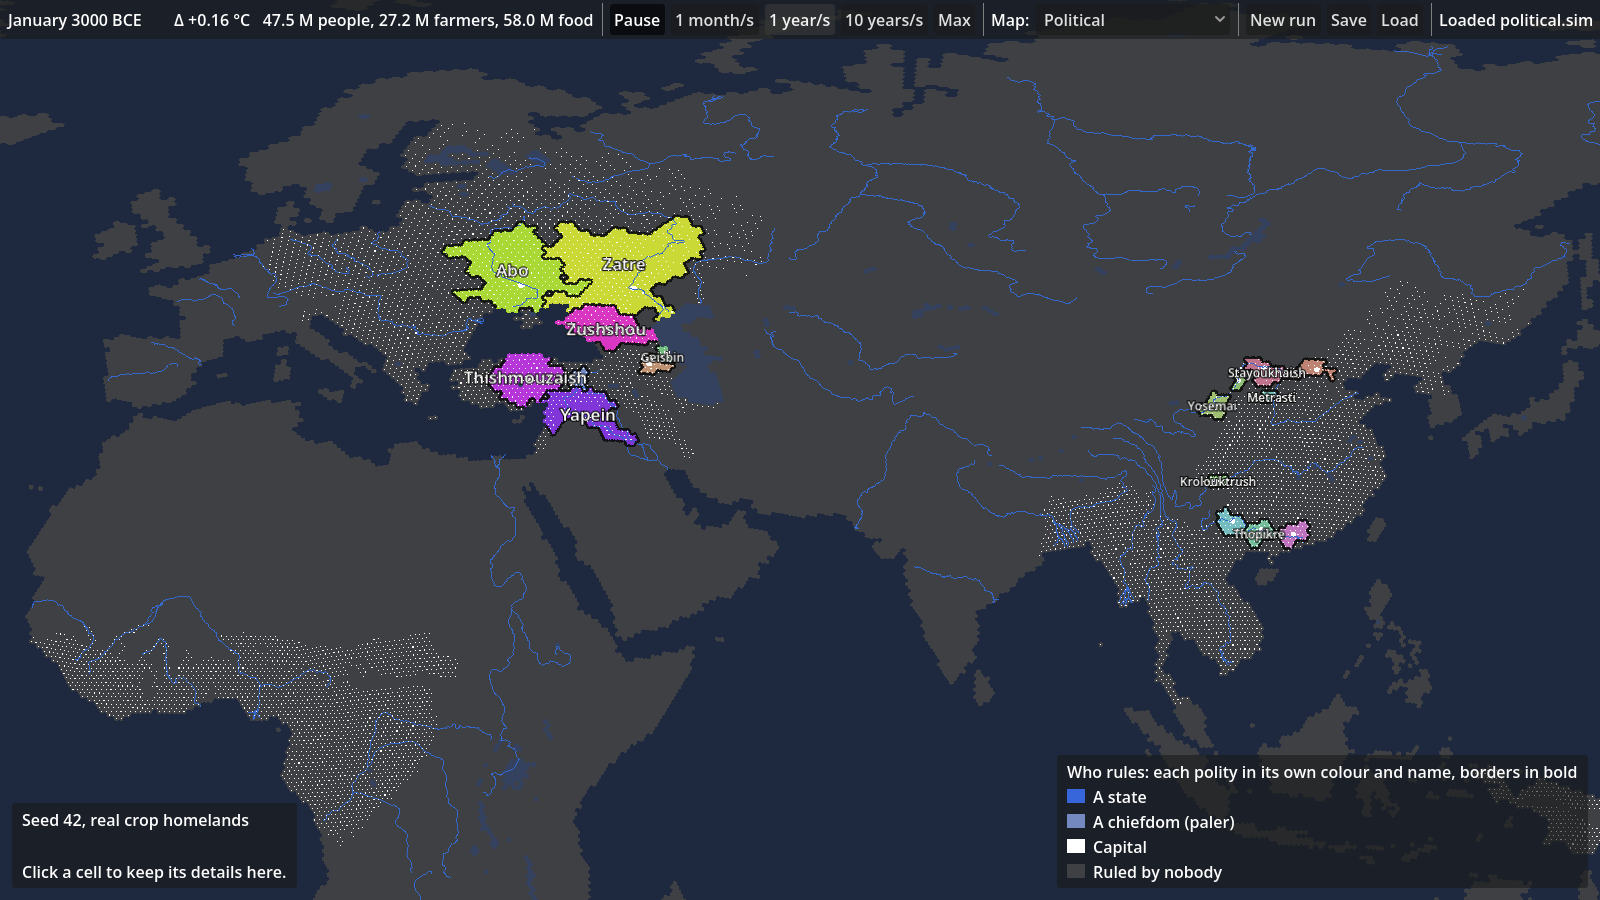 January 3000 BCE Δ +0.16 °C 47.5 M people, 27.2 M farmers, 58.0 M food Pause 1 month/s 1 year/s 10 years/s Max Map: Political New run Save Load Loaded political.sim
Abo
Zatre
Zushshou
Geisbin
Thishmouzaish
Yapein
Stayoukhaish
Metrasti
Yosemai
Krolouktrush
Thopikre
Who rules: each polity in its own colour and name, borders in bold
A state
A chiefdom (paler)
Capital
Ruled by nobody
Seed 42, real crop homelands
Click a cell to keep its details here.